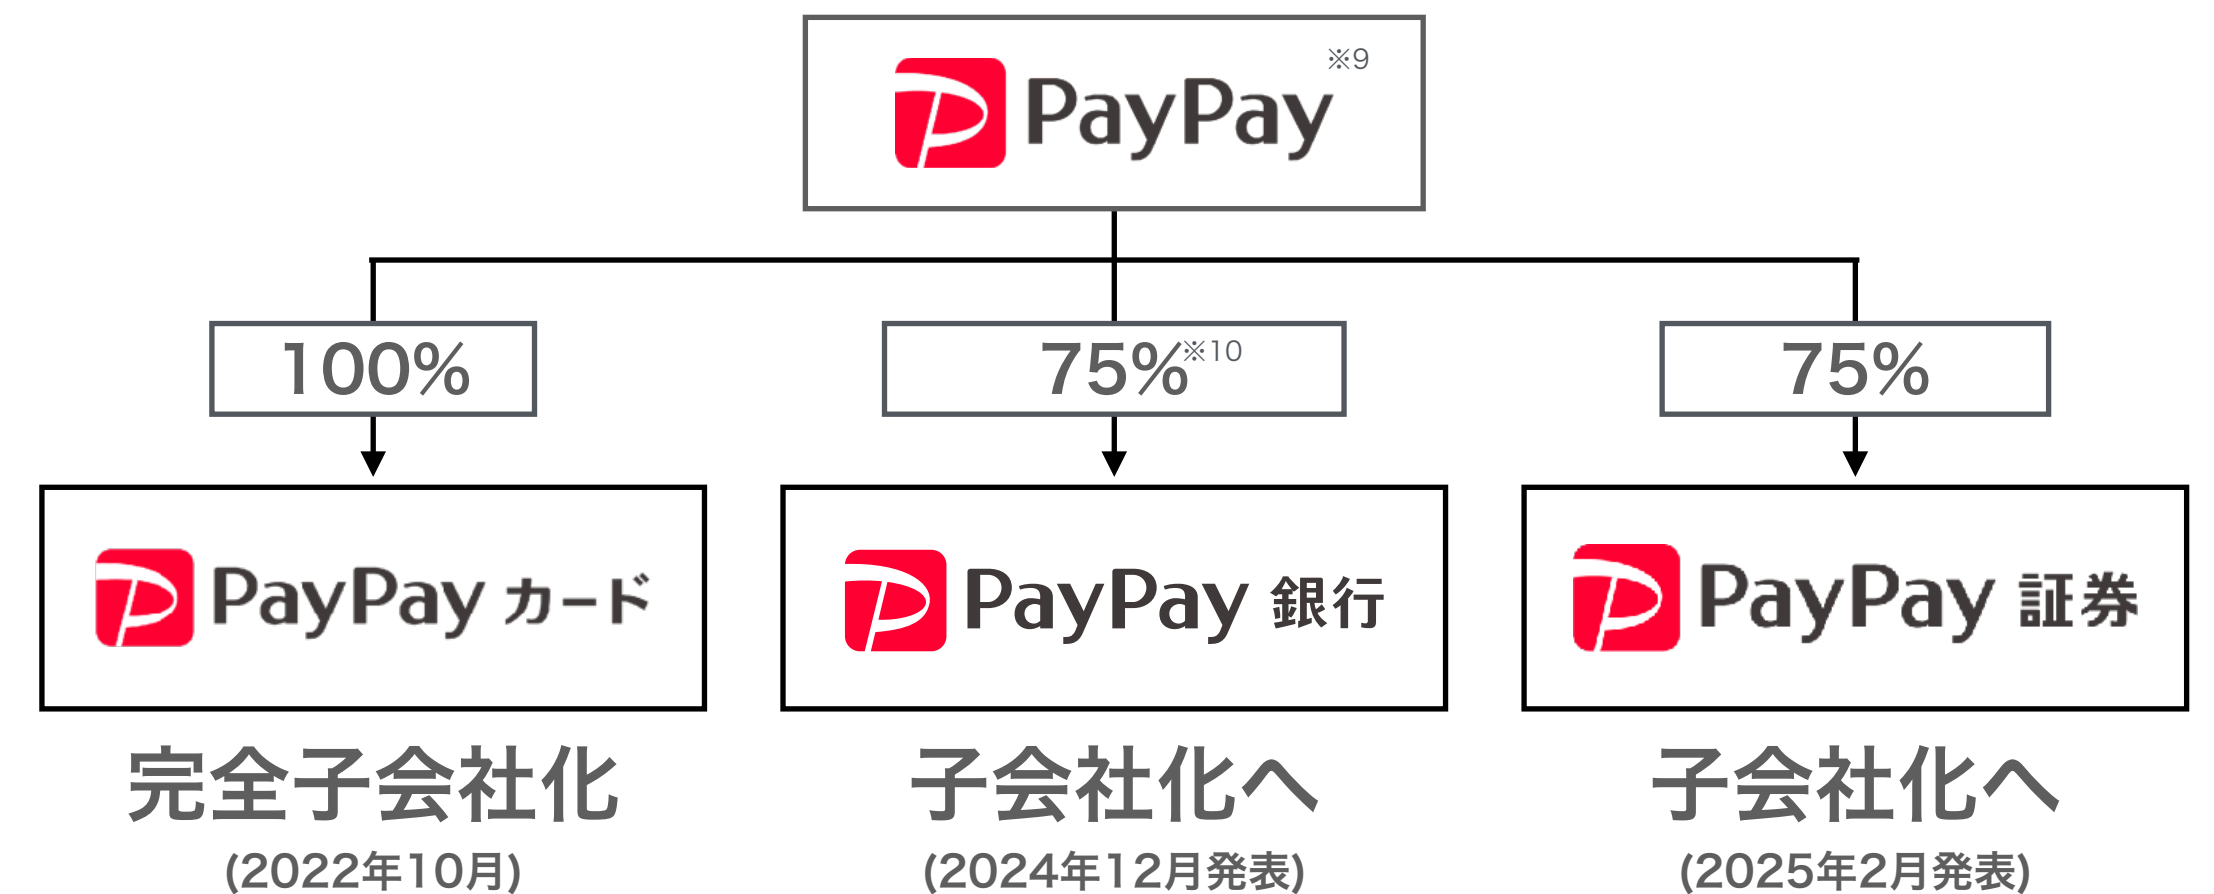 PayPay※9
100%
75%※10
75%
PayPay カード
PayPay 銀行
PayPay 証券
完全子会社化
子会社化へ
子会社化へ
(2022年10月)
(2024年12月発表)
(2025年2月発表)